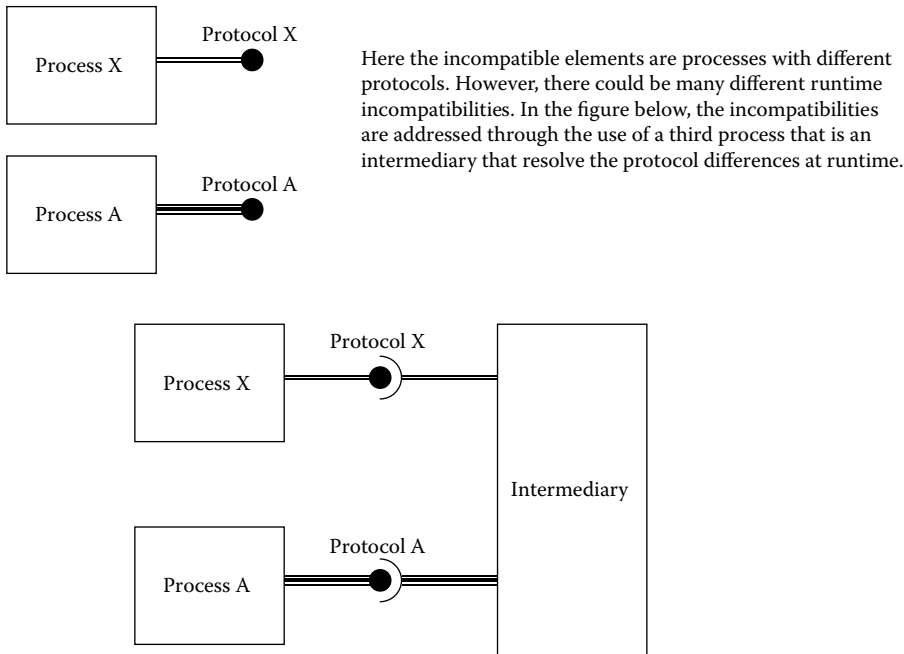 Process X
Protocol X
Here the incompatible elements are processes with different
protocols. However, there could be many different runtime
incompatibilities. In the figure below, the incompatibilities
are addressed through the use of a third process that is an
intermediary that resolve the protocol differences at runtime.
Process A
Protocol A
Process X
Protocol X
Intermediary
Process A
Protocol A